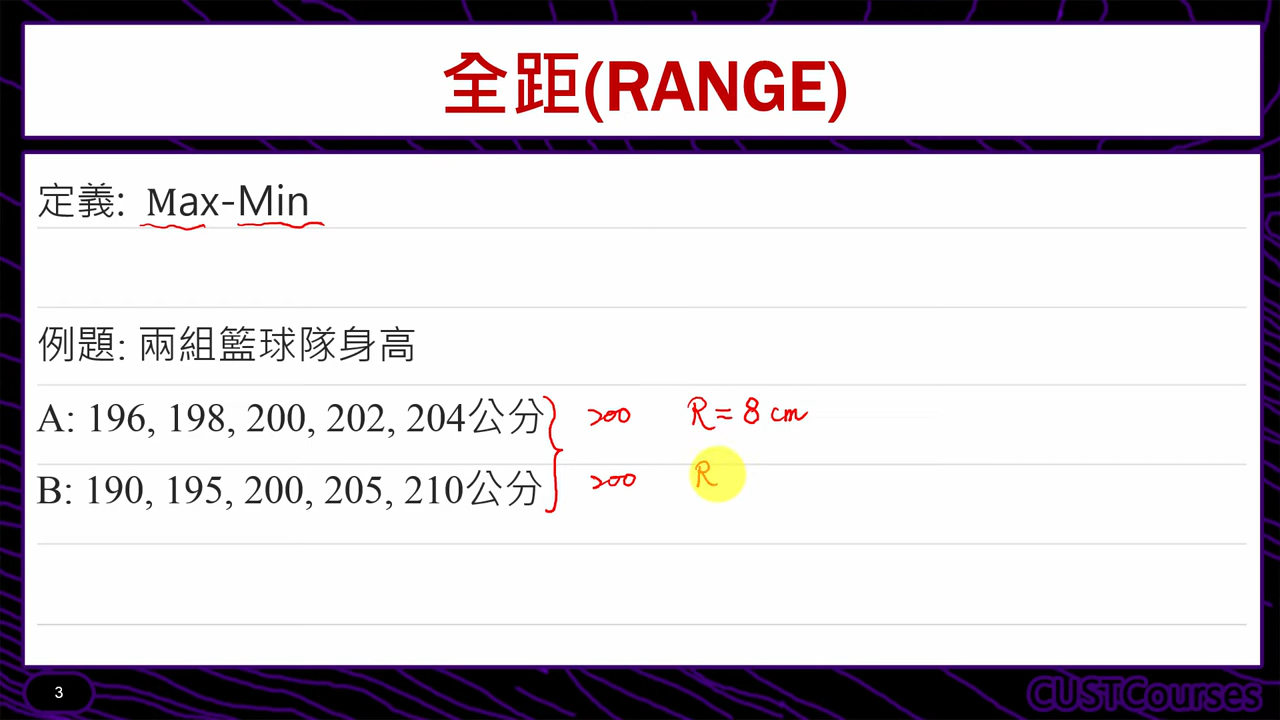 全距(RANGE)
定義: Max-Min
例題: 兩組籃球隊身高
A: 196, 198, 200, 202, 204公分 200 R = 8 cm
B: 190, 195, 200, 205, 210公分 200 R
3
CUSTCourses